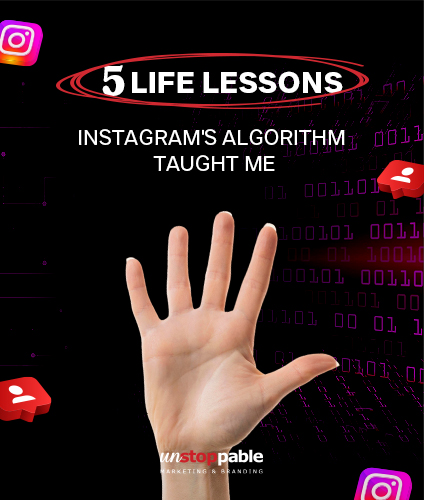 5 LIFE LESSONS
INSTAGRAM'S ALGORITHM
TAUGHT ME
unstoppable
MARKETING & BRANDING